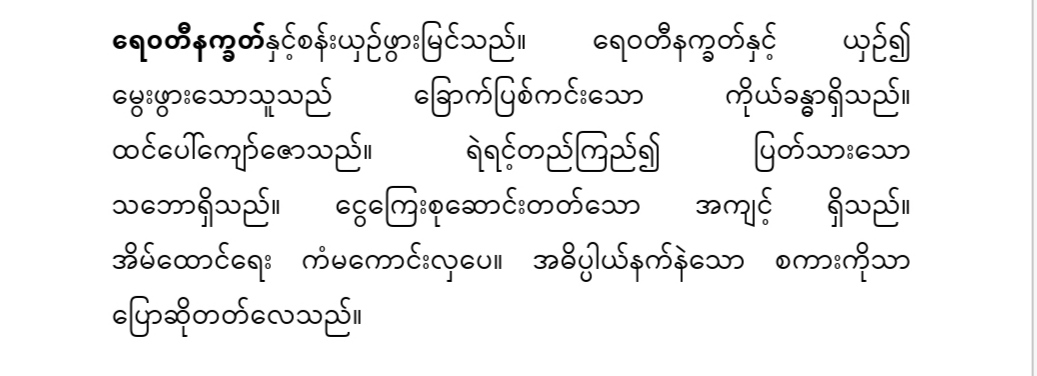 ရေဝတီနက္ခတ်နှင့်စန်းယှဉ်ဖွားမြင်သည်။ ရေဝတီနက္ခတ်နှင့် ယှဉ်၍
မွေးဖွားသောသူသည် ခြောက်ပြစ်ကင်းသော ကိုယ်ခန္ဓာရှိသည်။
ထင်ပေါ်ကျော်ဇောသည်။ ရဲရင့်တည်ကြည်၍ ပြတ်သားသော
သဘောရှိသည်။ ငွေကြေးစုဆောင်းတတ်သော အကျင့် ရှိသည်။
အိမ်ထောင်ရေး ကံမကောင်းလှပေ။ အဓိပ္ပါယ်နက်နဲသော စကားကိုသာ
ပြောဆိုတတ်လေသည်။